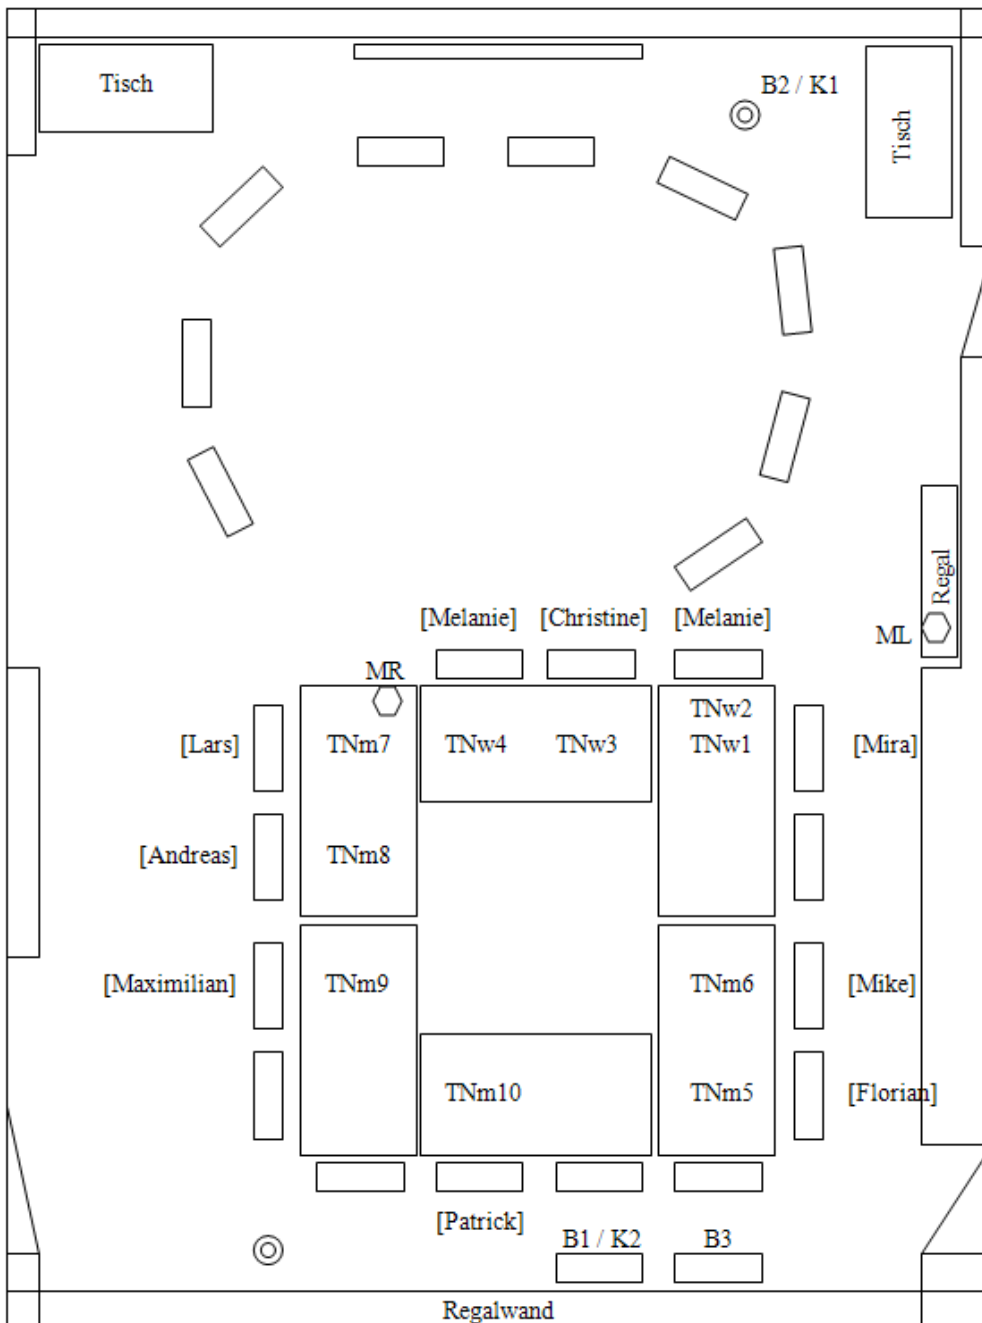 Tisch
B2 / K1
Tisch
Regal
[Melanie] [Christine] [Melanie]
ML
MR
TNw2
[Lars] TNm7 TNw4 TNw3 TNw1 [Mira]
[Andreas] TNm8
[Maximilian] TNm9 TNm6 [Mike]
TNm10 TNm5 [Florian]
[Patrick]
B1 / K2 B3
Regalwand